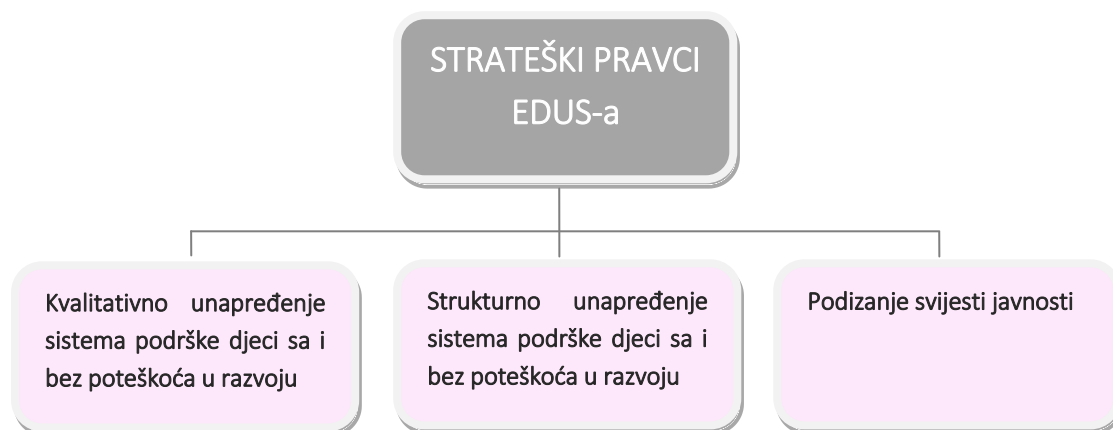 STRATEŠKI PRAVCI
EDUS-a
Kvalitativno unapređenje
sistema podrške djeci sa i
bez poteškoća u razvoju
Strukturno unapređenje
sistema podrške djeci sa i
bez poteškoća u razvoju
Podizanje svijesti javnosti